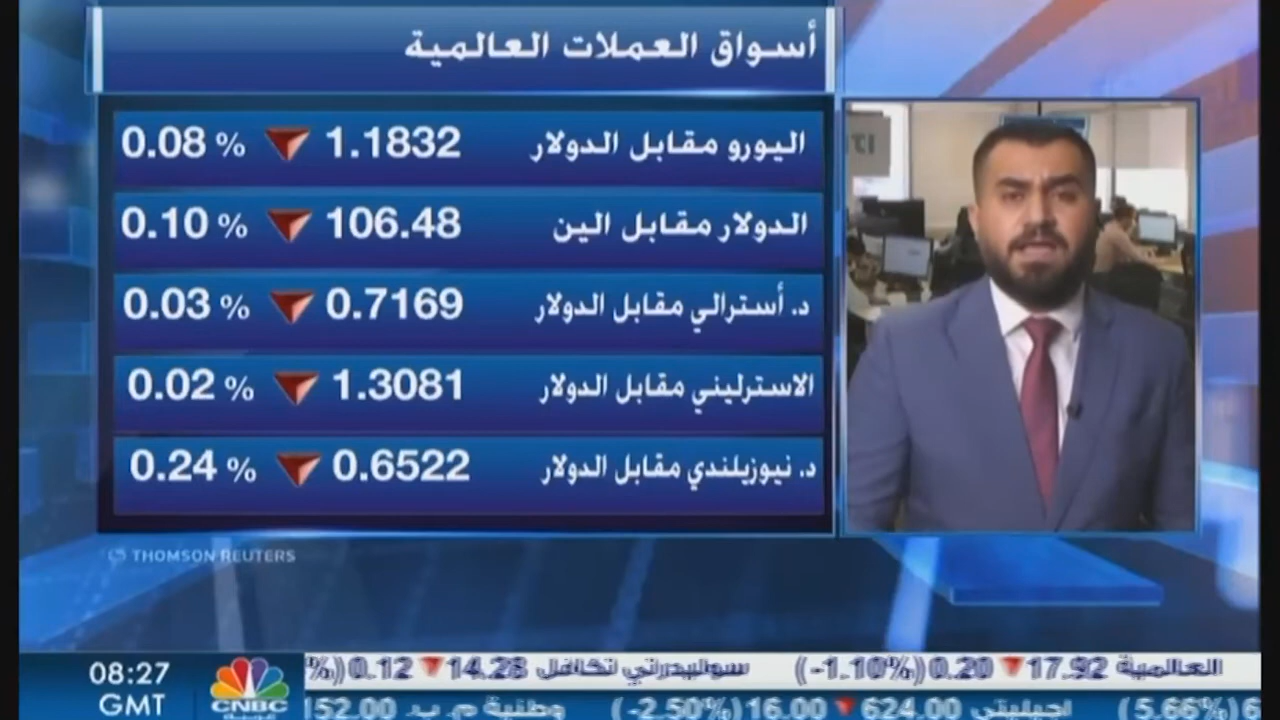 أسواق العملات العالمية
اليورو مقابل الدولار 1.1832 ▼ 0.08 %
الدولار مقابل الين 106.48 ▼ 0.10 %
د. أسترالي مقابل الدولار 0.7169 ▼ 0.03 %
الاسترليني مقابل الدولار 1.3081 ▼ 0.02 %
د. نيوزيلندي مقابل الدولار 0.6522 ▼ 0.24 %
THOMSON REUTERS
العالمية 17.92 ▼ 0.20 (-1.10%) سوليدرتي تكافل 14.28 ▼ 0.12
08:27
GMT
CNBC
عربية
(5.66%) اجيليتي 624.00 ▼ 16.00 (-2.50%) وطنية م ب 152.00